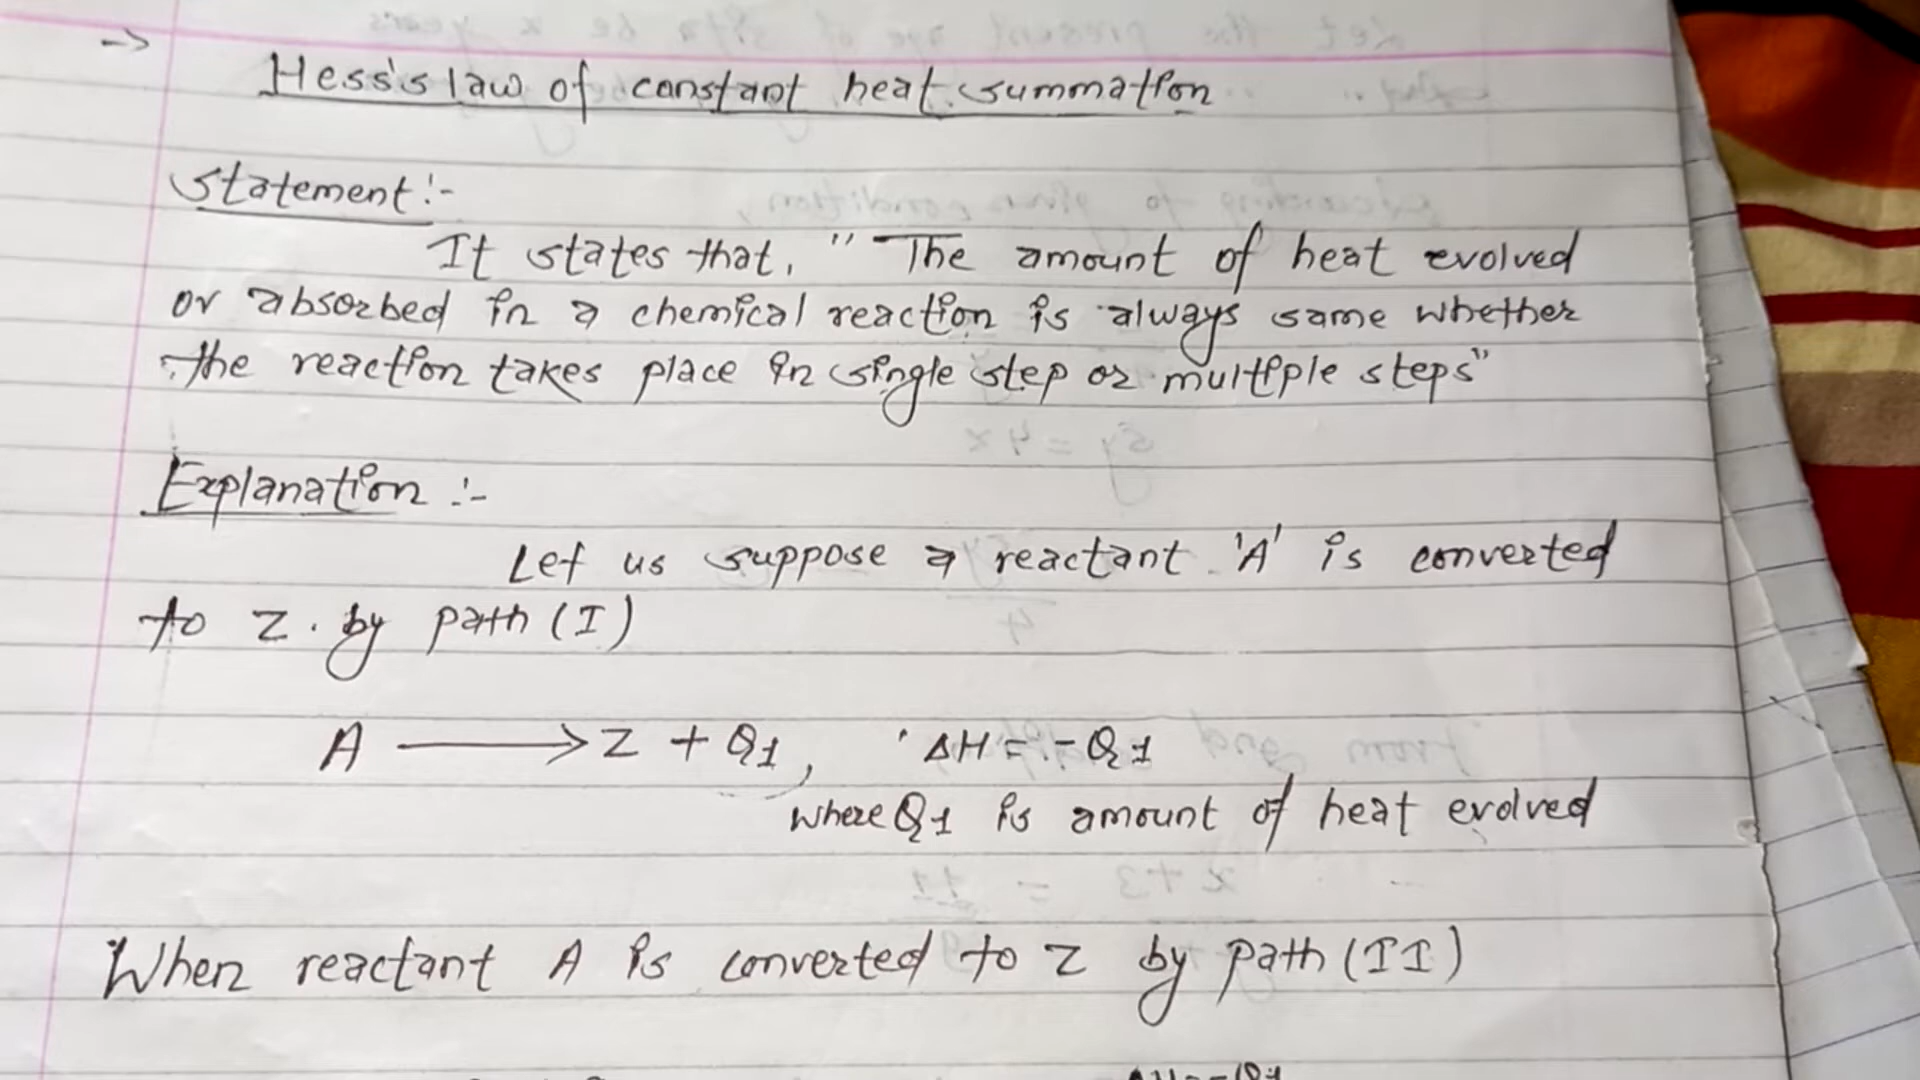 ->
Hess's law of constant heat summation
Statement :-
It states that, " The amount of heat evolved
or absorbed in a chemical reaction is always same whether
the reaction takes place in single step or multiple steps"
Explanation :-
Let us suppose a reactant 'A' is converted
to Z. by path (I)
A ⟶ Z + Q1, ΔH = -Q1
where Q1 is amount of heat evolved
When reactant A is converted to Z by path (II)